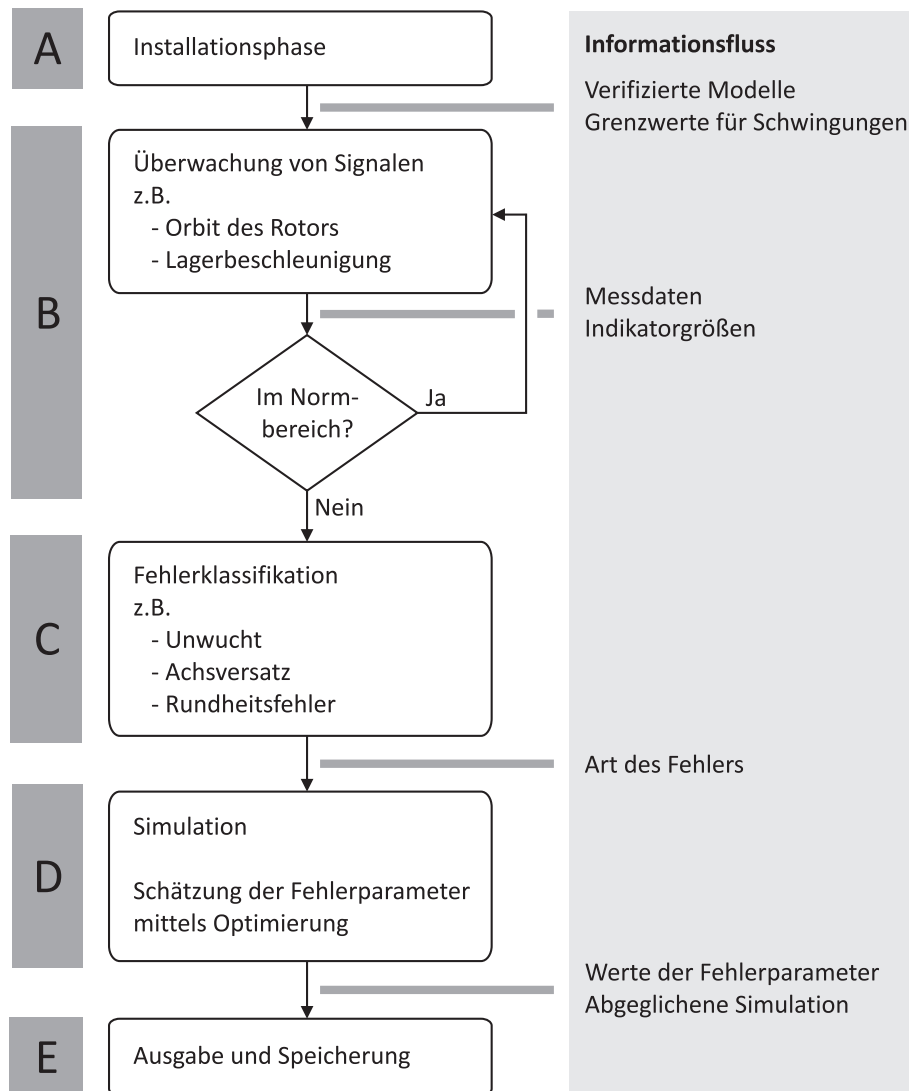 A
Installationsphase
Informationsfluss
Verifizierte Modelle
Grenzwerte für Schwingungen
B
Überwachung von Signalen
z.B.
- Orbit des Rotors
- Lagerbeschleunigung
Messdaten
Indikatorgrößen
Im Norm-
bereich?
Ja
Nein
C
Fehlerklassifikation
z.B.
- Unwucht
- Achsversatz
- Rundheitsfehler
Art des Fehlers
D
Simulation
Schätzung der Fehlerparameter
mittels Optimierung
Werte der Fehlerparameter
Abgeglichene Simulation
E
Ausgabe und Speicherung